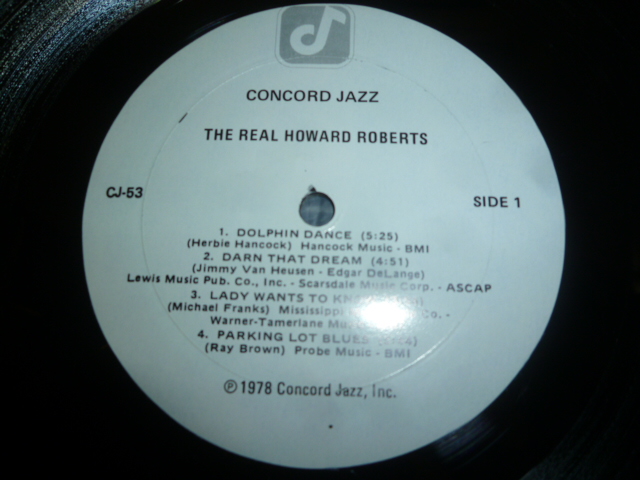 CONCORD JAZZ
THE REAL HOWARD ROBERTS
CJ-53
SIDE 1
1. DOLPHIN DANCE (5:25)
(Herbie Hancock) Hancock Music - BMI
2. DARN THAT DREAM (4:51)
(Jimmy Van Heusen - Edgar DeLange)
Lewis Music Pub. Co., Inc. - Scarsdale Music Corp. - ASCAP
3. LADY WANTS TO
(Michael Franks) Mississippi Co. -
Warner-Tamerlane
4. PARKING LOT BLUES
(Ray Brown) Probe Music - BMI
Ⓟ 1978 Concord Jazz, Inc.